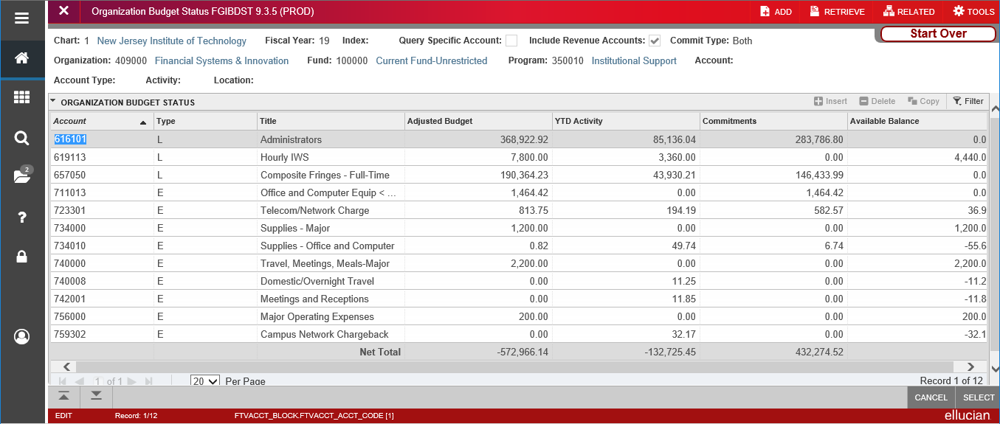 Organization Budget Status FGIBDST 9.3.5 (PROD) ADD RETRIEVE RELATED TOOLS
Start Over
Chart: 1 New Jersey Institute of Technology Fiscal Year: 19 Index: Query Specific Account: Include Revenue Accounts: Commit Type: Both
Organization: 409000 Financial Systems & Innovation Fund: 100000 Current Fund-Unrestricted Program: 350010 Institutional Support Account:
Account Type: Activity: Location:
ORGANIZATION BUDGET STATUS Insert Delete Copy Filter
Account Type Title Adjusted Budget YTD Activity Commitments Available Balance
616101 L Administrators 368,922.92 85,136.04 283,786.80 0.0
619113 L Hourly IWS 7,800.00 3,360.00 0.00 4,440.0
2
657050 L Composite Fringes - Full-Time 190,364.23 43,930.21 146,433.99 0.0
711013 E Office and Computer Equip < ... 1,464.42 0.00 1,464.42 0.0
723301 E Telecom/Network Charge 813.75 194.19 582.57 36.9
734000 E Supplies - Major 1,200.00 0.00 0.00 1,200.0
734010 E Supplies - Office and Computer 0.82 49.74 6.74 -55.6
740000 E Travel, Meetings, Meals-Major 2,200.00 0.00 0.00 2,200.0
740008 E Domestic/Overnight Travel 0.00 11.25 0.00 -11.2
742001 E Meetings and Receptions 0.00 11.85 0.00 -11.8
756000 E Major Operating Expenses 200.00 0.00 0.00 200.0
759302 E Campus Network Chargeback 0.00 32.17 0.00 -32.1
Net Total -572,966.14 -132,725.45 432,274.52
1 of 1 20 Per Page Record 1 of 12
CANCEL SELECT
EDIT Record: 1/12 FTVACCT_BLOCK.FTVACCT_ACCT_CODE [1] ellucian